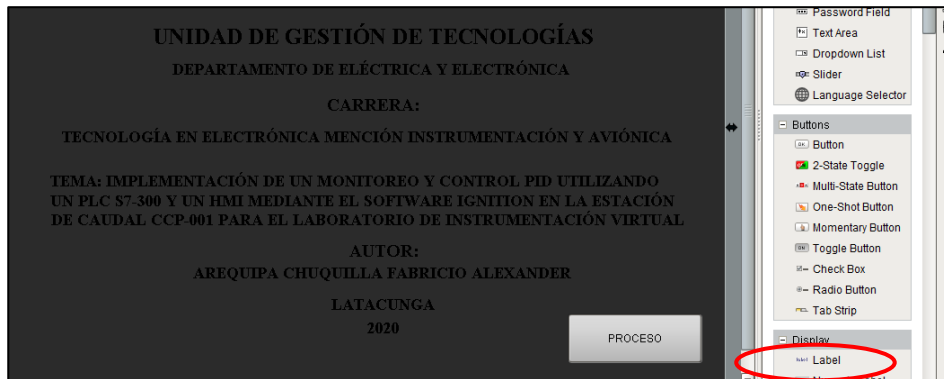 UNIDAD DE GESTIÓN DE TECNOLOGÍAS
DEPARTAMENTO DE ELÉCTRICA Y ELECTRÓNICA
CARRERA:
TECNOLOGÍA EN ELECTRÓNICA MENCIÓN INSTRUMENTACIÓN Y AVIÓNICA
TEMA: IMPLEMENTACIÓN DE UN MONITOREO Y CONTROL PID UTILIZANDO
UN PLC S7-300 Y UN HMI MEDIANTE EL SOFTWARE IGNITION EN LA ESTACIÓN
DE CAUDAL CCP-001 PARA EL LABORATORIO DE INSTRUMENTACIÓN VIRTUAL
AUTOR:
AREQUIPA CHUQUILLA FABRICIO ALEXANDER
LATACUNGA
2020
PROCESO
Password Field
Text Area
Dropdown List
Slider
Language Selector
Buttons
Button
2-State Toggle
Multi-State Button
One-Shot Button
Momentary Button
Toggle Button
Check Box
Radio Button
Tab Strip
Display
Label